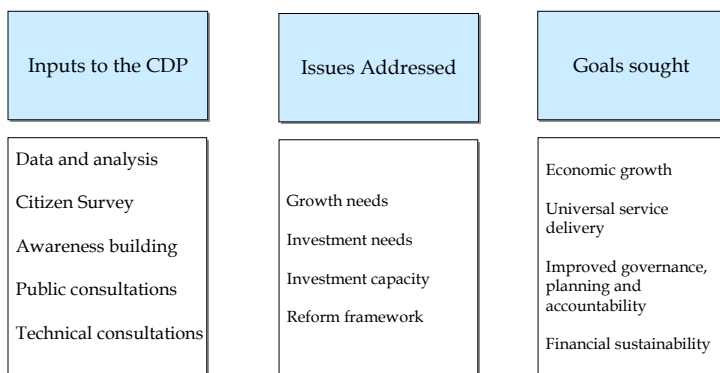 Inputs to the CDP
Data and analysis
Citizen Survey
Awareness building
Public consultations
Technical consultations
Issues Addressed
Growth needs
Investment needs
Investment capacity
Reform framework
Goals sought
Economic growth
Universal service
delivery
Improved governance,
planning and
accountability
Financial sustainability